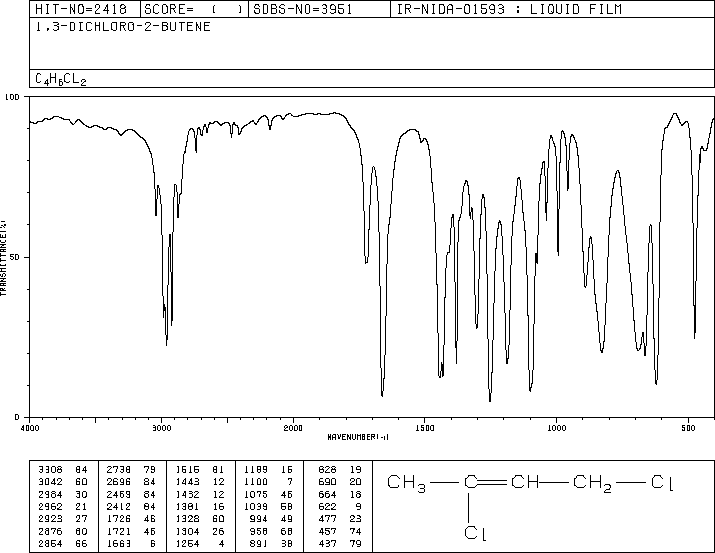 HIT-NO=2418 SCORE= ( ) SDBS-NO=3951 IR-NIDA-01593 : LIQUID FILM
1,3-DICHLORO-2-BUTENE
C4H6CL2
100
50
0
TRANSMITTANCE(%)
4000 3000 2000 1500 1000 500
WAVENUMBER(-1)
3308 84 2738 79 1516 81 1189 16 828 19
3042 60 2696 84 1443 12 1100 7 690 20
2984 30 2469 84 1432 12 1075 46 664 18
2962 21 2412 84 1381 16 1039 58 622 9
2923 27 1726 46 1328 60 994 49 477 23
2876 60 1721 46 1304 26 958 68 457 74
2854 66 1663 6 1254 4 891 38 437 79
CH3 C CH CH2 Cl
Cl